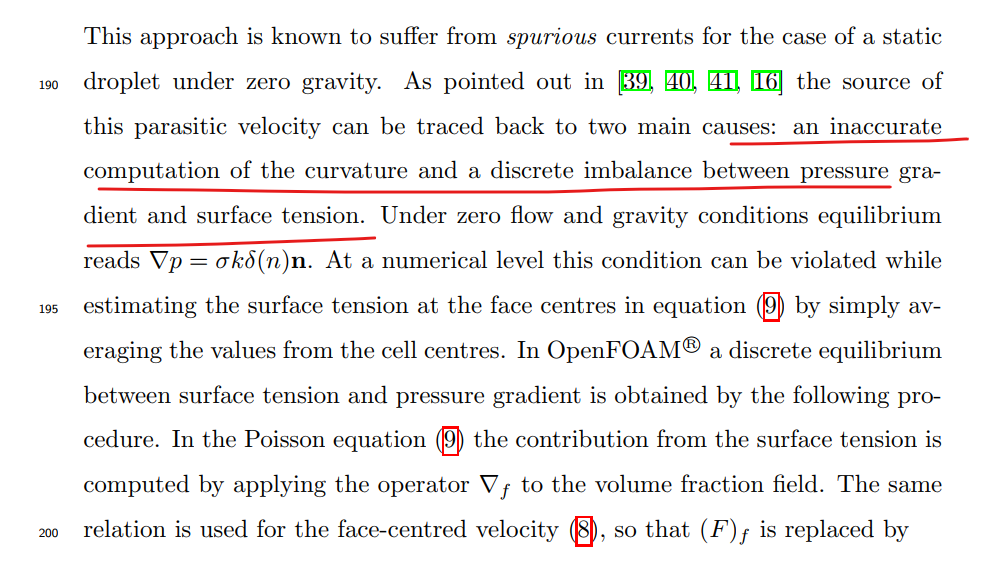 This approach is known to suffer from spurious currents for the case of a static
190 droplet under zero gravity. As pointed out in [39, 40, 41, 16] the source of
this parasitic velocity can be traced back to two main causes: an inaccurate
computation of the curvature and a discrete imbalance between pressure gra-
dient and surface tension. Under zero flow and gravity conditions equilibrium
reads ∇p = σkδ(n)n. At a numerical level this condition can be violated while
195 estimating the surface tension at the face centres in equation (9) by simply av-
eraging the values from the cell centres. In OpenFOAM® a discrete equilibrium
between surface tension and pressure gradient is obtained by the following pro-
cedure. In the Poisson equation (9) the contribution from the surface tension is
computed by applying the operator ∇f to the volume fraction field. The same
200 relation is used for the face-centred velocity (8), so that (F)f is replaced by